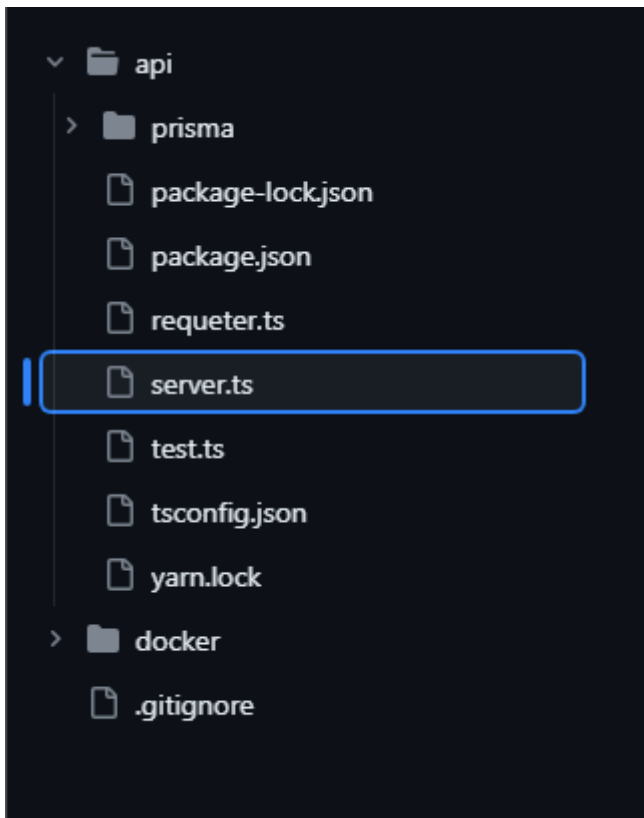 api
prisma
package-lock.json
package.json
requeter.ts
server.ts
test.ts
tsconfig.json
yarn.lock
docker
.gitignore